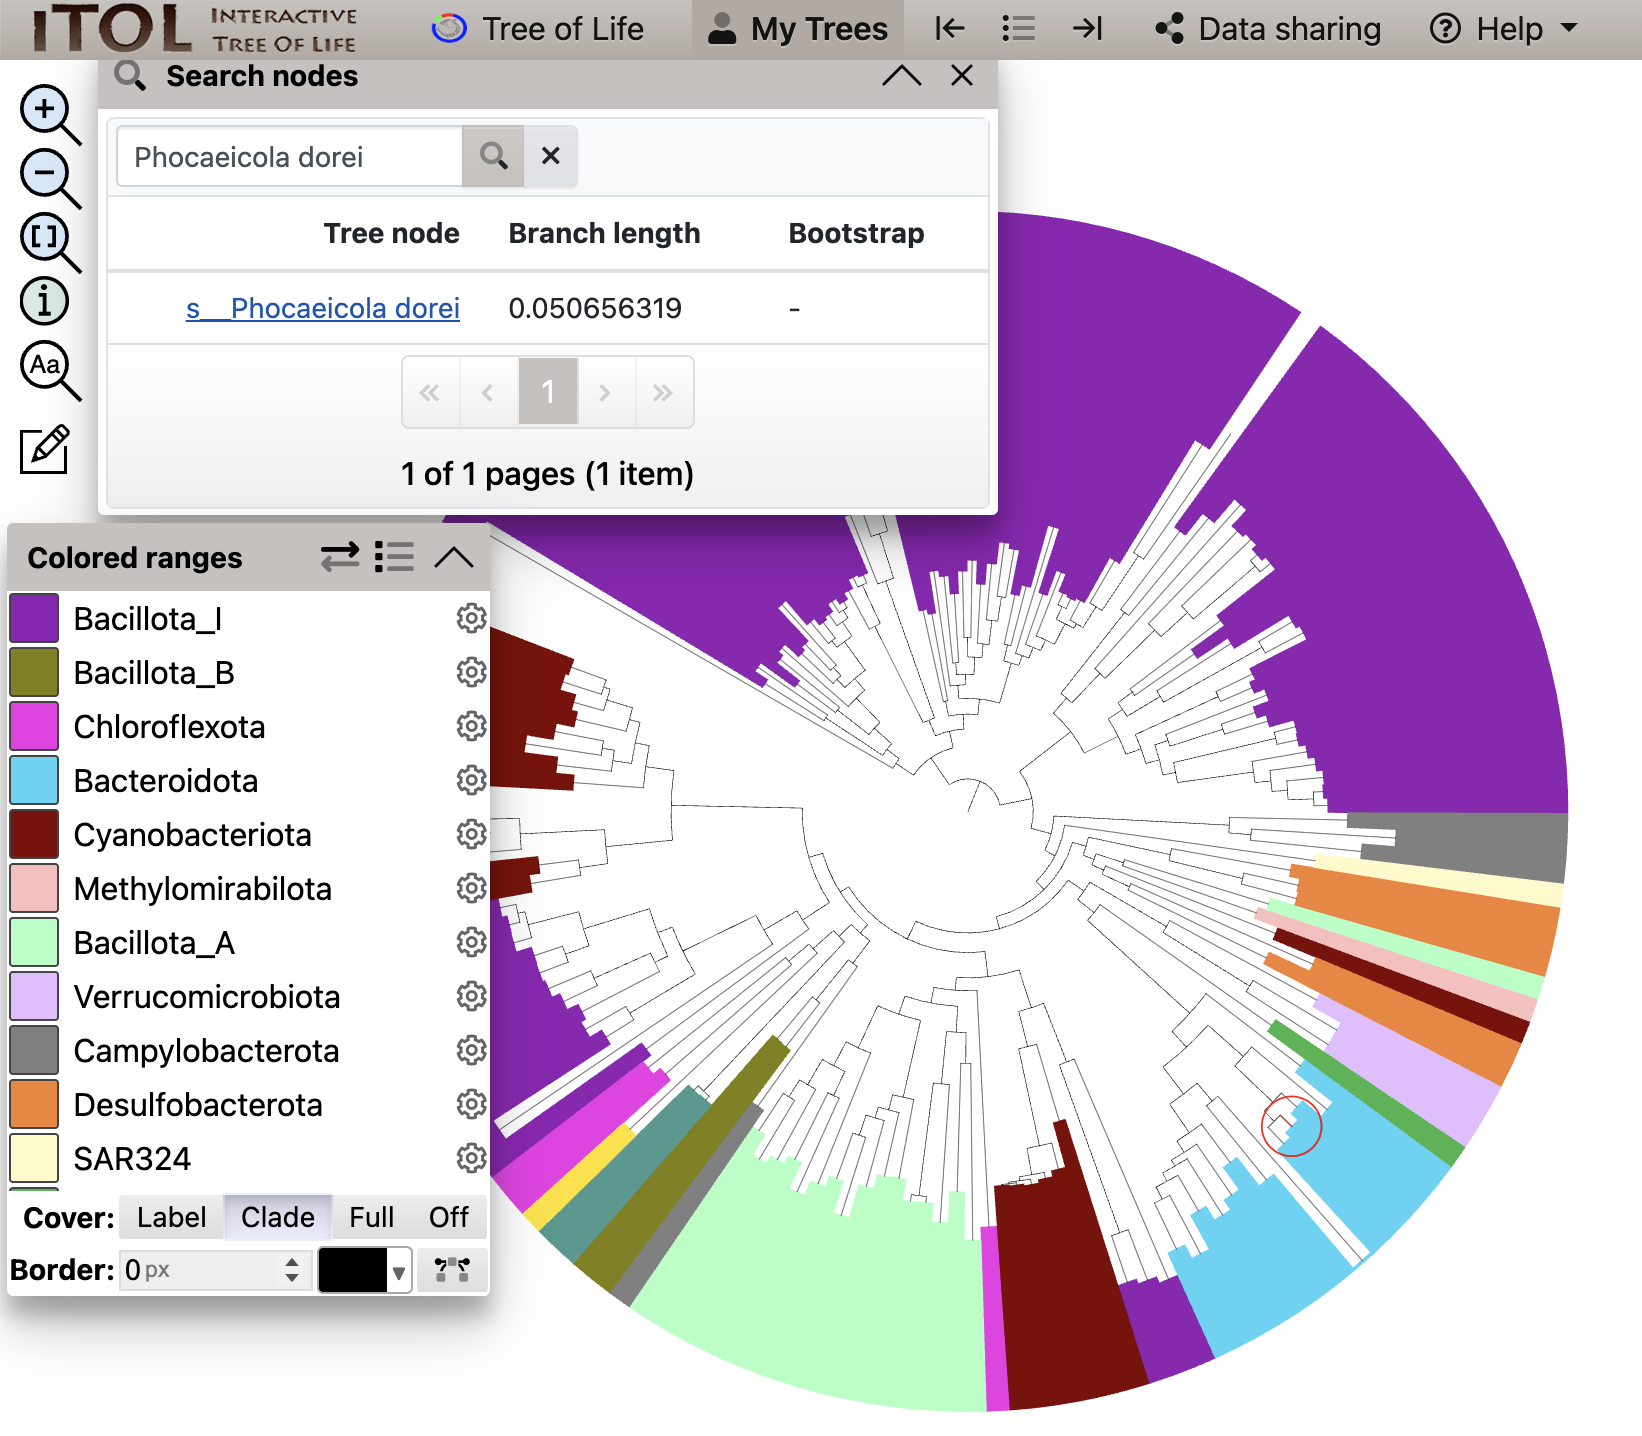 iTOL INTERACTIVE TREE OF LIFE Tree of Life My Trees Data sharing ? Help
Search nodes
Phocaeicola dorei
Tree node Branch length Bootstrap
s__Phocaeicola dorei 0.050656319 -
« ‹ 1 › »
1 of 1 pages (1 item)
i
Aa
Colored ranges
Bacillota_I
Bacillota_B
Chloroflexota
Bacteroidota
Cyanobacteriota
Methylomirabilota
Bacillota_A
Verrucomicrobiota
Campylobacterota
Desulfobacterota
SAR324
Cover: Label Clade Full Off
Border: 0 px